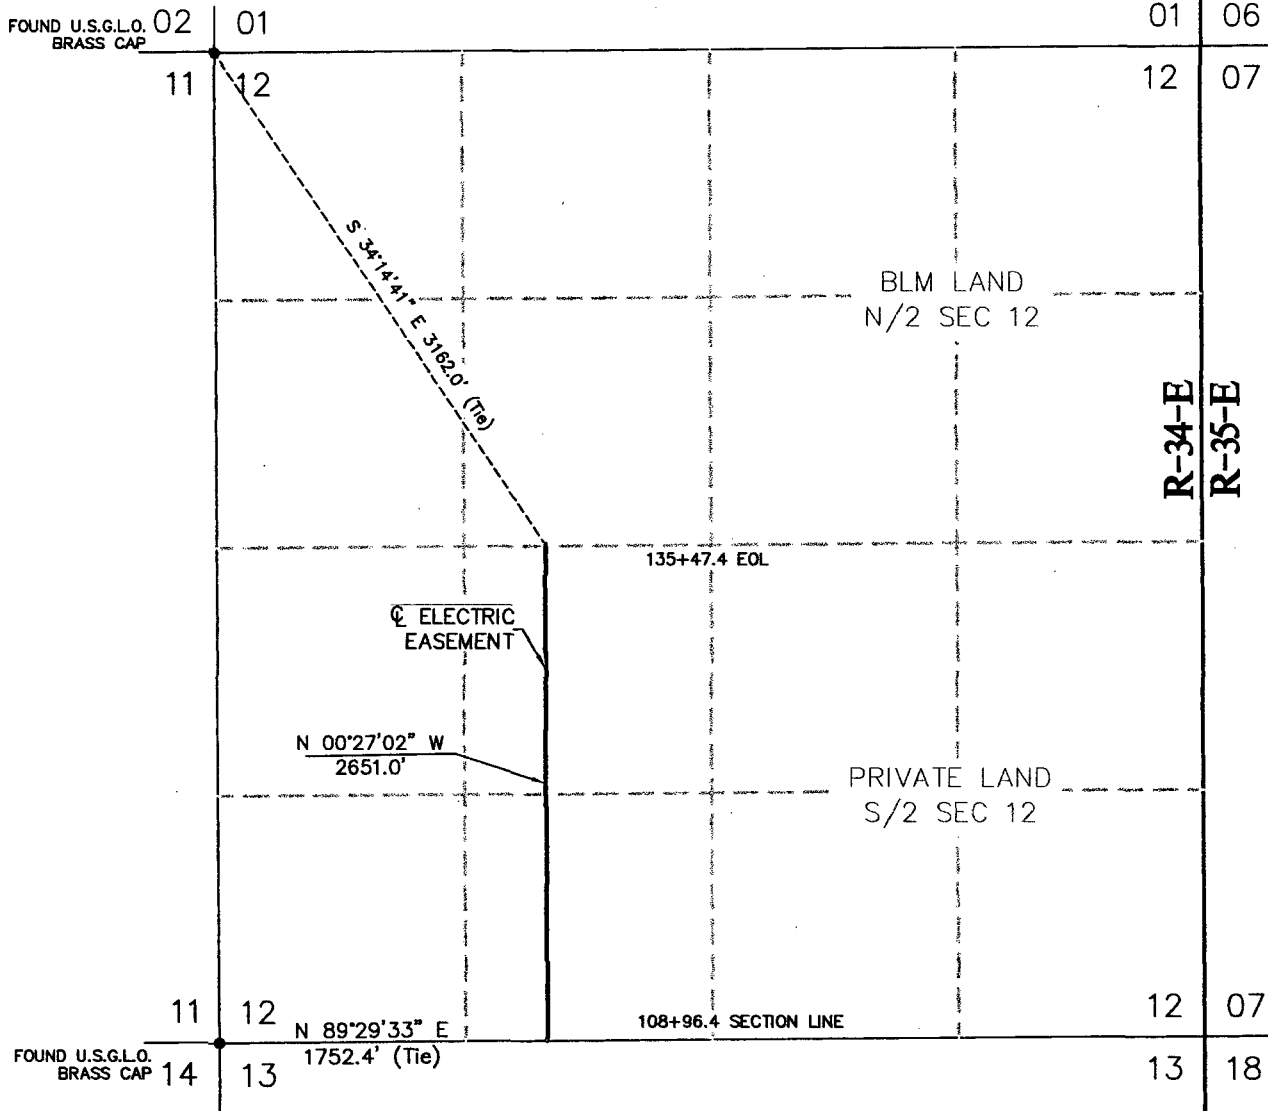 FOUND U.S.G.L.O.
BRASS CAP
02 01
11 12
01 06
12 07
S 34°14'41" E 3162.0' (Tie)
BLM LAND
N/2 SEC 12
R-34-E
R-35-E
135+47.4 EOL
℄ ELECTRIC
EASEMENT
N 00°27'02" W
2651.0'
PRIVATE LAND
S/2 SEC 12
11 12
12 07
N 89°29'33" E
1752.4' (Tie)
108+96.4 SECTION LINE
FOUND U.S.G.L.O.
BRASS CAP
14 13
13 18